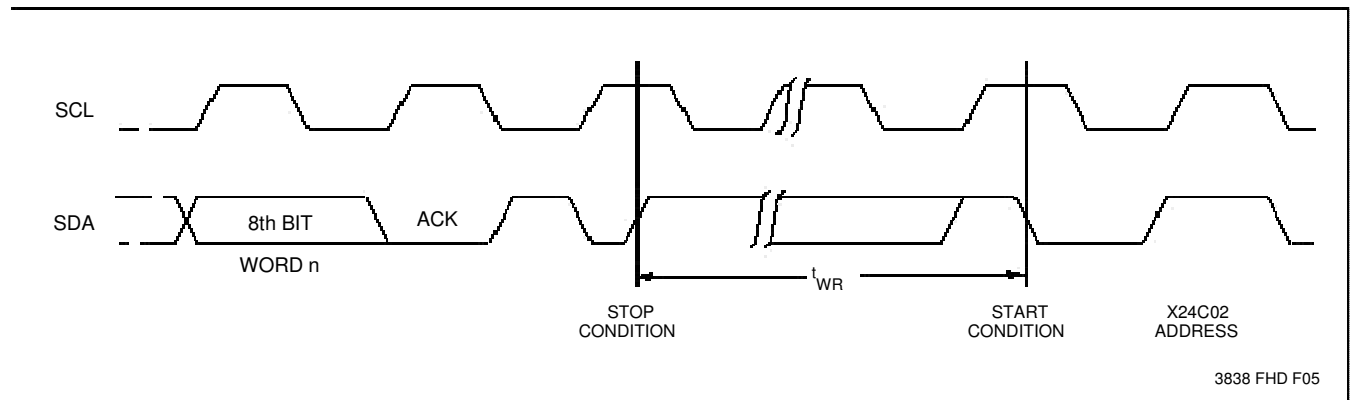 SCL
SDA
8th BIT
ACK
WORD n
tWR
STOP
CONDITION
START
CONDITION
X24C02
ADDRESS
3838 FHD F05